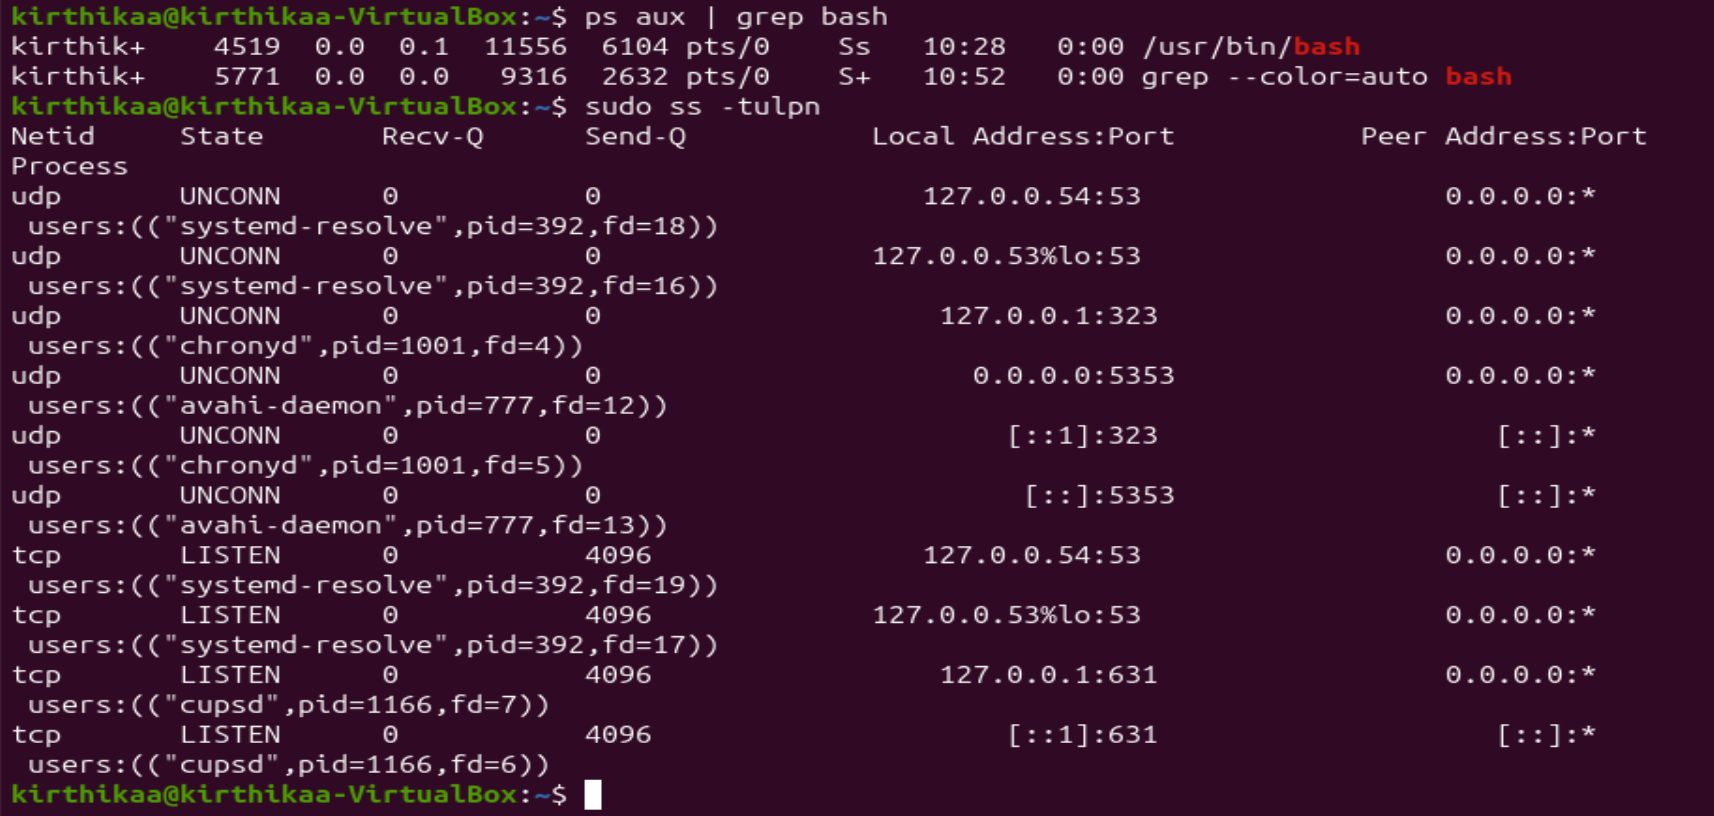 kirthikaa@kirthikaa-VirtualBox:~$ ps aux | grep bash
kirthik+    4519  0.0  0.1  11556  6104 pts/0    Ss   10:28   0:00 /usr/bin/bash
kirthik+    5771  0.0  0.0   9316  2632 pts/0    S+   10:52   0:00 grep --color=auto bash
kirthikaa@kirthikaa-VirtualBox:~$ sudo ss -tulpn
Netid     State       Recv-Q      Send-Q           Local Address:Port           Peer Address:Port
Process
udp       UNCONN      0           0                   127.0.0.54:53                  0.0.0.0:*
 users:(("systemd-resolve",pid=392,fd=18))
udp       UNCONN      0           0                127.0.0.53%lo:53                  0.0.0.0:*
 users:(("systemd-resolve",pid=392,fd=16))
udp       UNCONN      0           0                    127.0.0.1:323                 0.0.0.0:*
 users:(("chronyd",pid=1001,fd=4))
udp       UNCONN      0           0                      0.0.0.0:5353                0.0.0.0:*
 users:(("avahi-daemon",pid=777,fd=12))
udp       UNCONN      0           0                        [::1]:323                    [::]:*
 users:(("chronyd",pid=1001,fd=5))
udp       UNCONN      0           0                         [::]:5353                   [::]:*
 users:(("avahi-daemon",pid=777,fd=13))
tcp       LISTEN      0           4096                127.0.0.54:53                  0.0.0.0:*
 users:(("systemd-resolve",pid=392,fd=19))
tcp       LISTEN      0           4096             127.0.0.53%lo:53                  0.0.0.0:*
 users:(("systemd-resolve",pid=392,fd=17))
tcp       LISTEN      0           4096                 127.0.0.1:631                 0.0.0.0:*
 users:(("cupsd",pid=1166,fd=7))
tcp       LISTEN      0           4096                     [::1]:631                    [::]:*
 users:(("cupsd",pid=1166,fd=6))
kirthikaa@kirthikaa-VirtualBox:~$